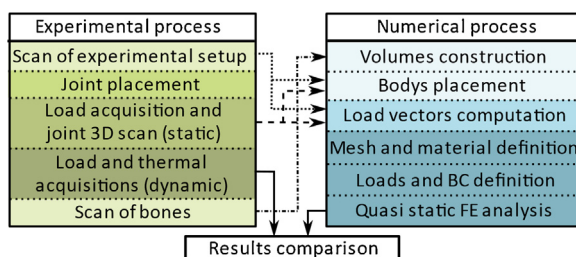 Experimental process
Scan of experimental setup
Joint placement
Load acquisition and
joint 3D scan (static)
Load and thermal
acquisitions (dynamic)
Scan of bones
Numerical process
Volumes construction
Bodys placement
Load vectors computation
Mesh and material definition
Loads and BC definition
Quasi static FE analysis
Results comparison